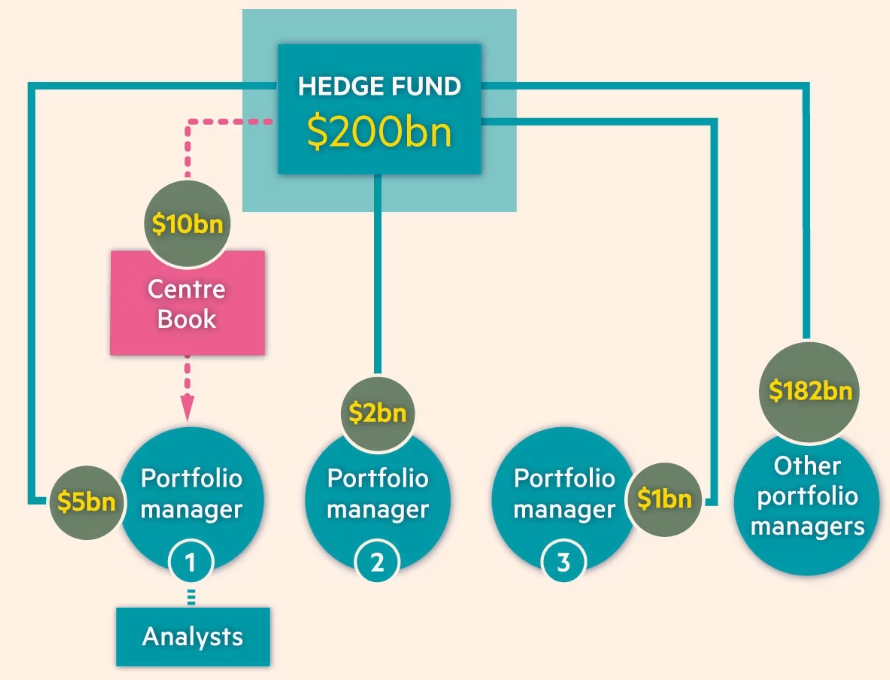 HEDGE FUND
$200bn
$10bn
Centre
Book
$5bn
Portfolio
manager
1
Analysts
$2bn
Portfolio
manager
2
Portfolio
manager
3
$1bn
$182bn
Other
portfolio
managers